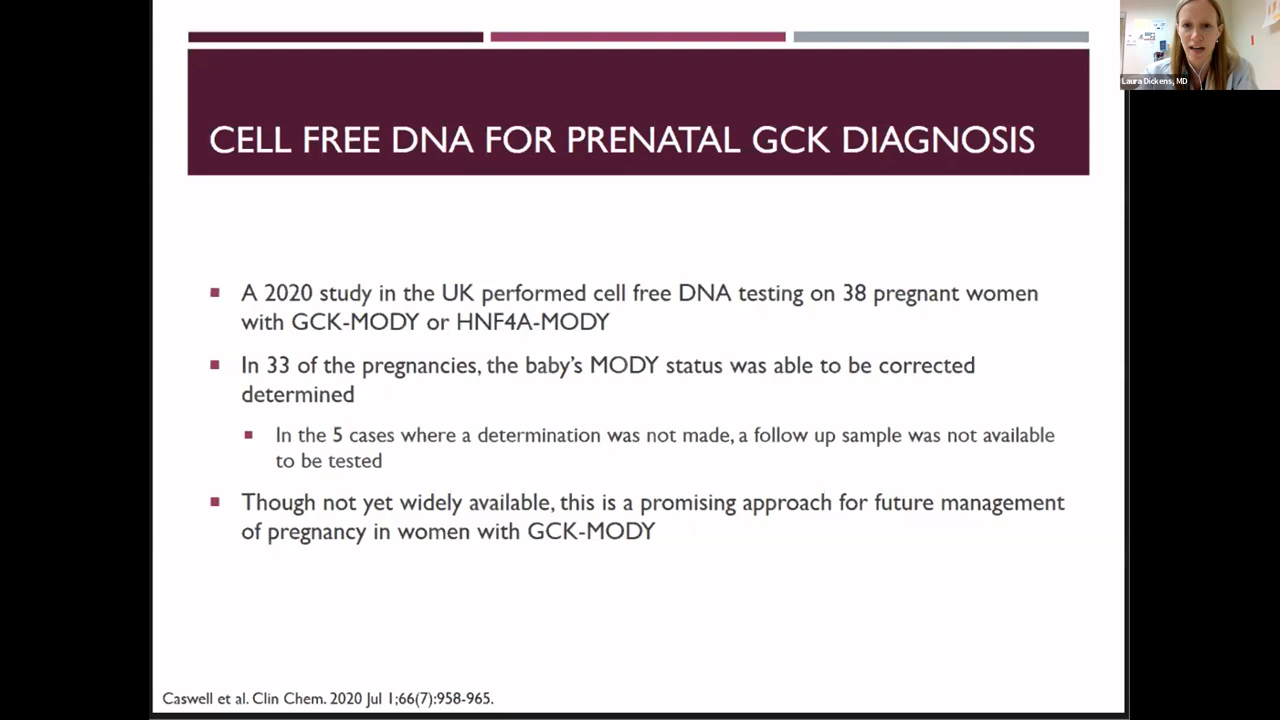 Laura Dickens, MD
CELL FREE DNA FOR PRENATAL GCK DIAGNOSIS
▪ A 2020 study in the UK performed cell free DNA testing on 38 pregnant women
with GCK-MODY or HNF4A-MODY
▪ In 33 of the pregnancies, the baby's MODY status was able to be corrected
determined
▪ In the 5 cases where a determination was not made, a follow up sample was not available
to be tested
▪ Though not yet widely available, this is a promising approach for future management
of pregnancy in women with GCK-MODY
Caswell et al. Clin Chem. 2020 Jul 1;66(7):958-965.